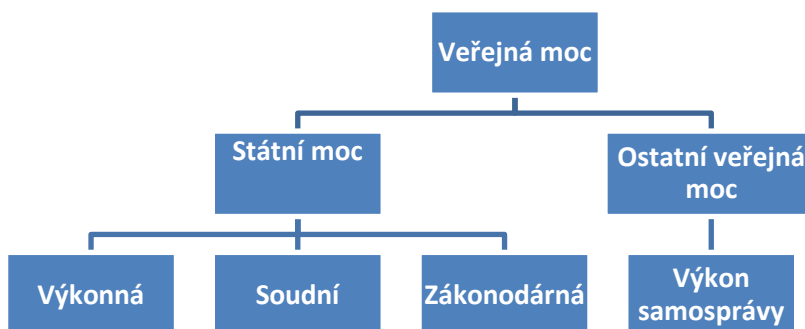 Veřejná moc
Státní moc
Ostatní veřejná
moc
Výkonná
Soudní
Zákonodárná
Výkon
samosprávy